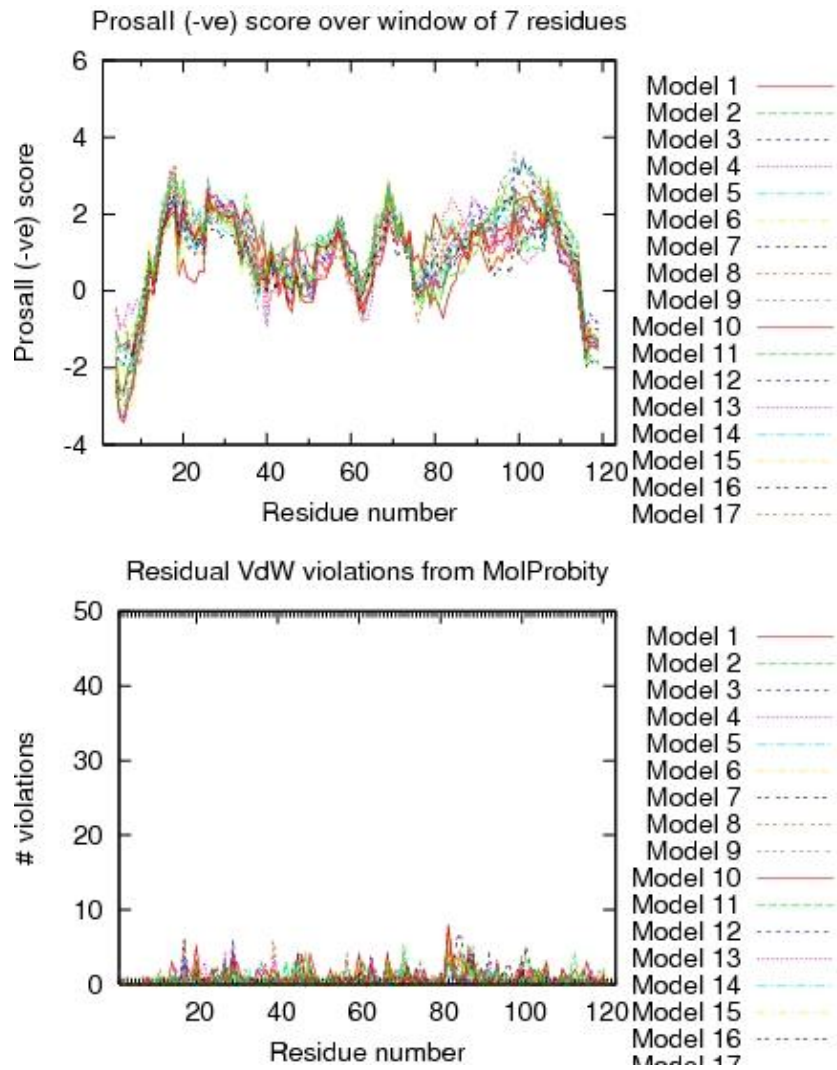 ProsaII (-ve) score over window of 7 residues
6
4
2
0
-2
-4
ProsaII (-ve) score
20 40 60 80 100 120
Residue number
Model 1
Model 2
Model 3
Model 4
Model 5
Model 6
Model 7
Model 8
Model 9
Model 10
Model 11
Model 12
Model 13
Model 14
Model 15
Model 16
Model 17
Residual VdW violations from MolProbity
50
40
30
20
10
0
# violations
20 40 60 80 100 120
Residue number
Model 1
Model 2
Model 3
Model 4
Model 5
Model 6
Model 7
Model 8
Model 9
Model 10
Model 11
Model 12
Model 13
Model 14
Model 15
Model 16
Model 17